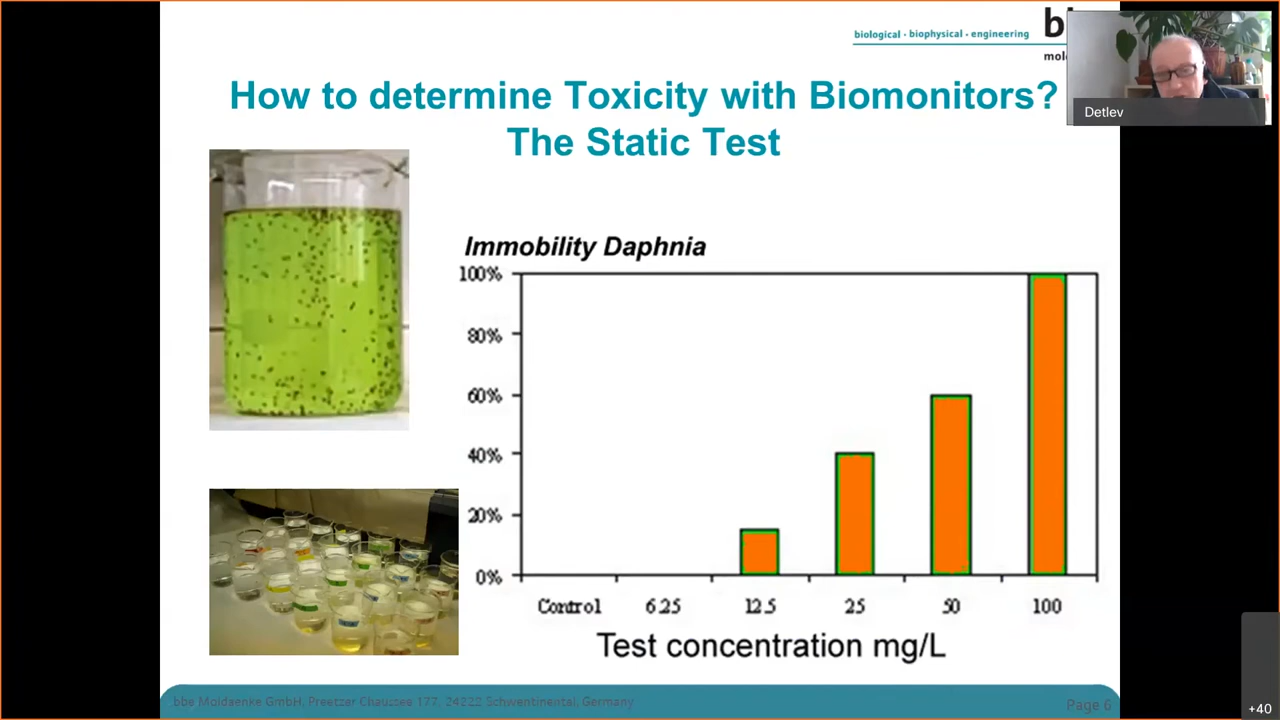 biological · biophysical · engineering
Detlev
How to determine Toxicity with Biomonitors?
The Static Test
Immobility Daphnia
100%
80%
60%
40%
20%
0%
Control 6.25 12.5 25 50 100
Test concentration mg/L
bbe Moldaenke GmbH, Preetzer Chaussee 177, 24222 Schwentinental, Germany
Page 6
+40